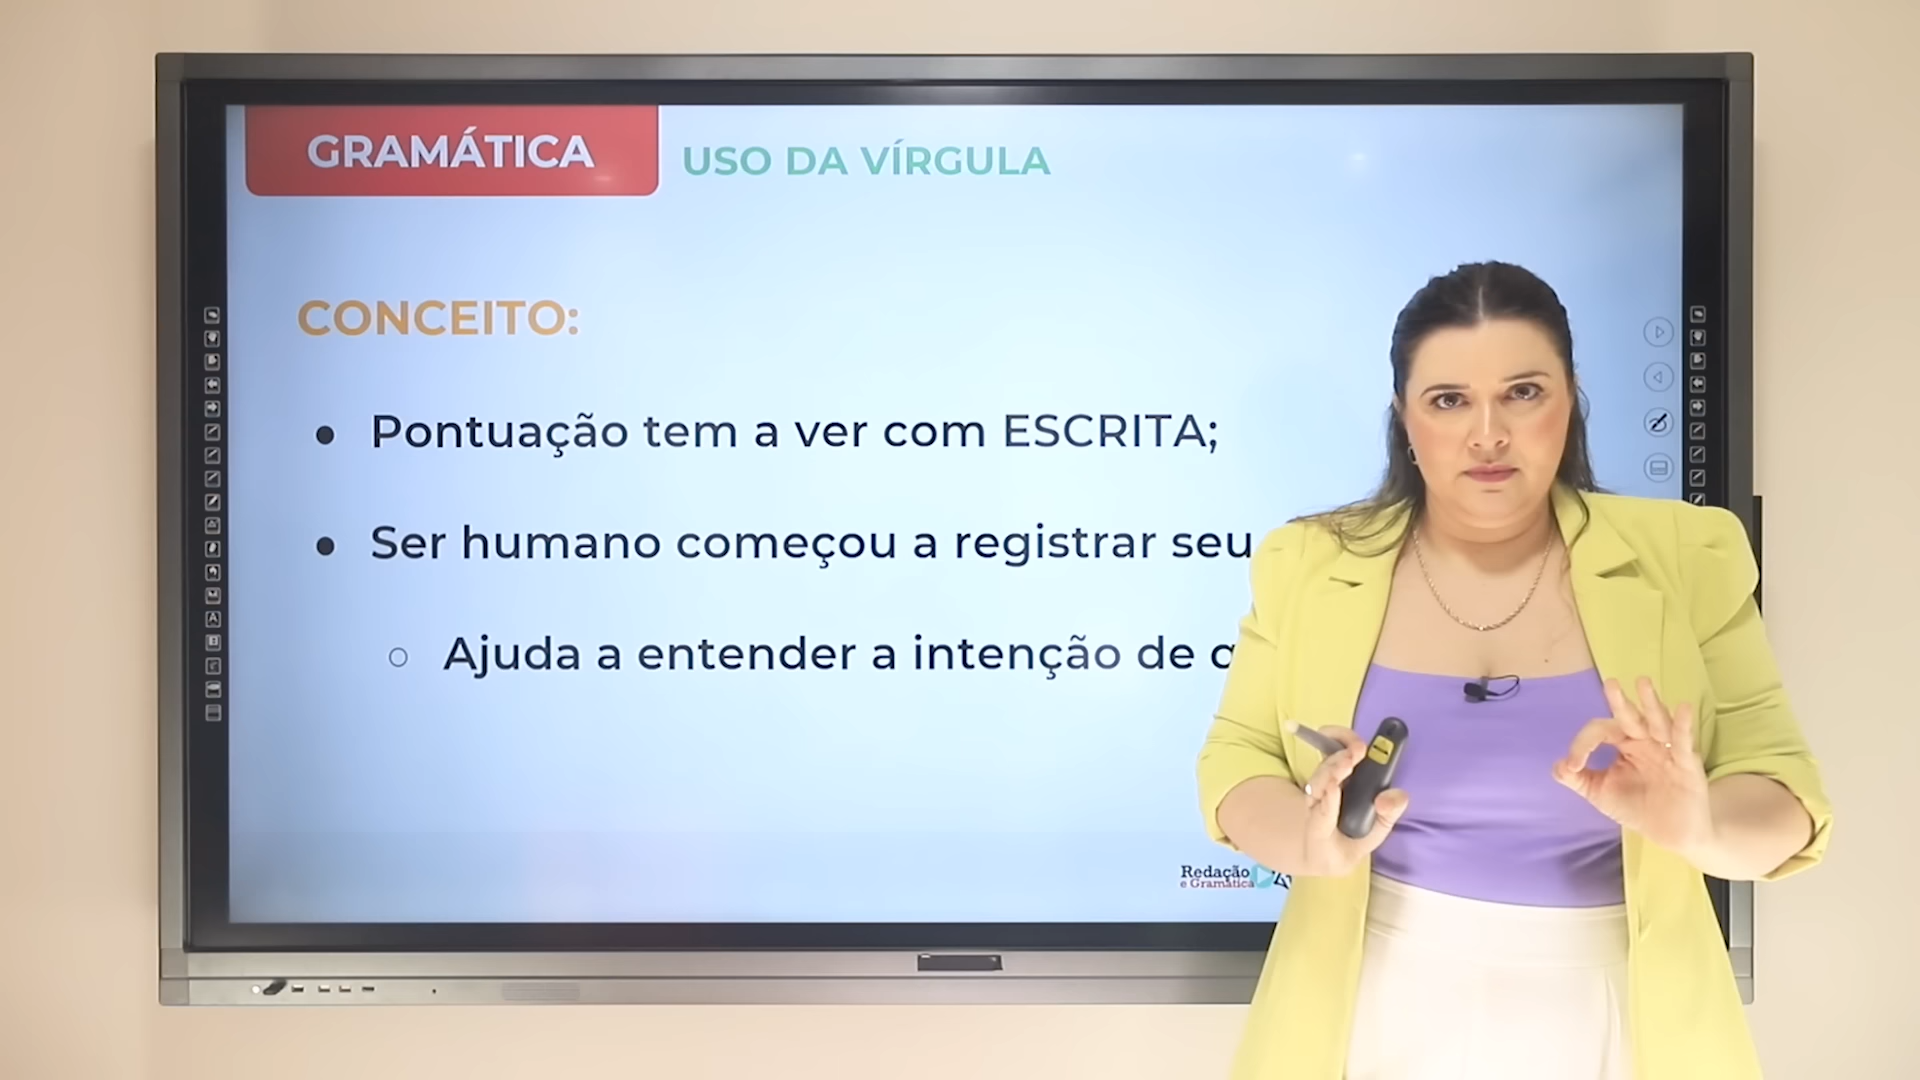 GRAMÁTICA
USO DA VÍRGULA
CONCEITO:
● Pontuação tem a ver com ESCRITA;
● Ser humano começou a registrar seu
○ Ajuda a entender a intenção de
Redação
e Gramática